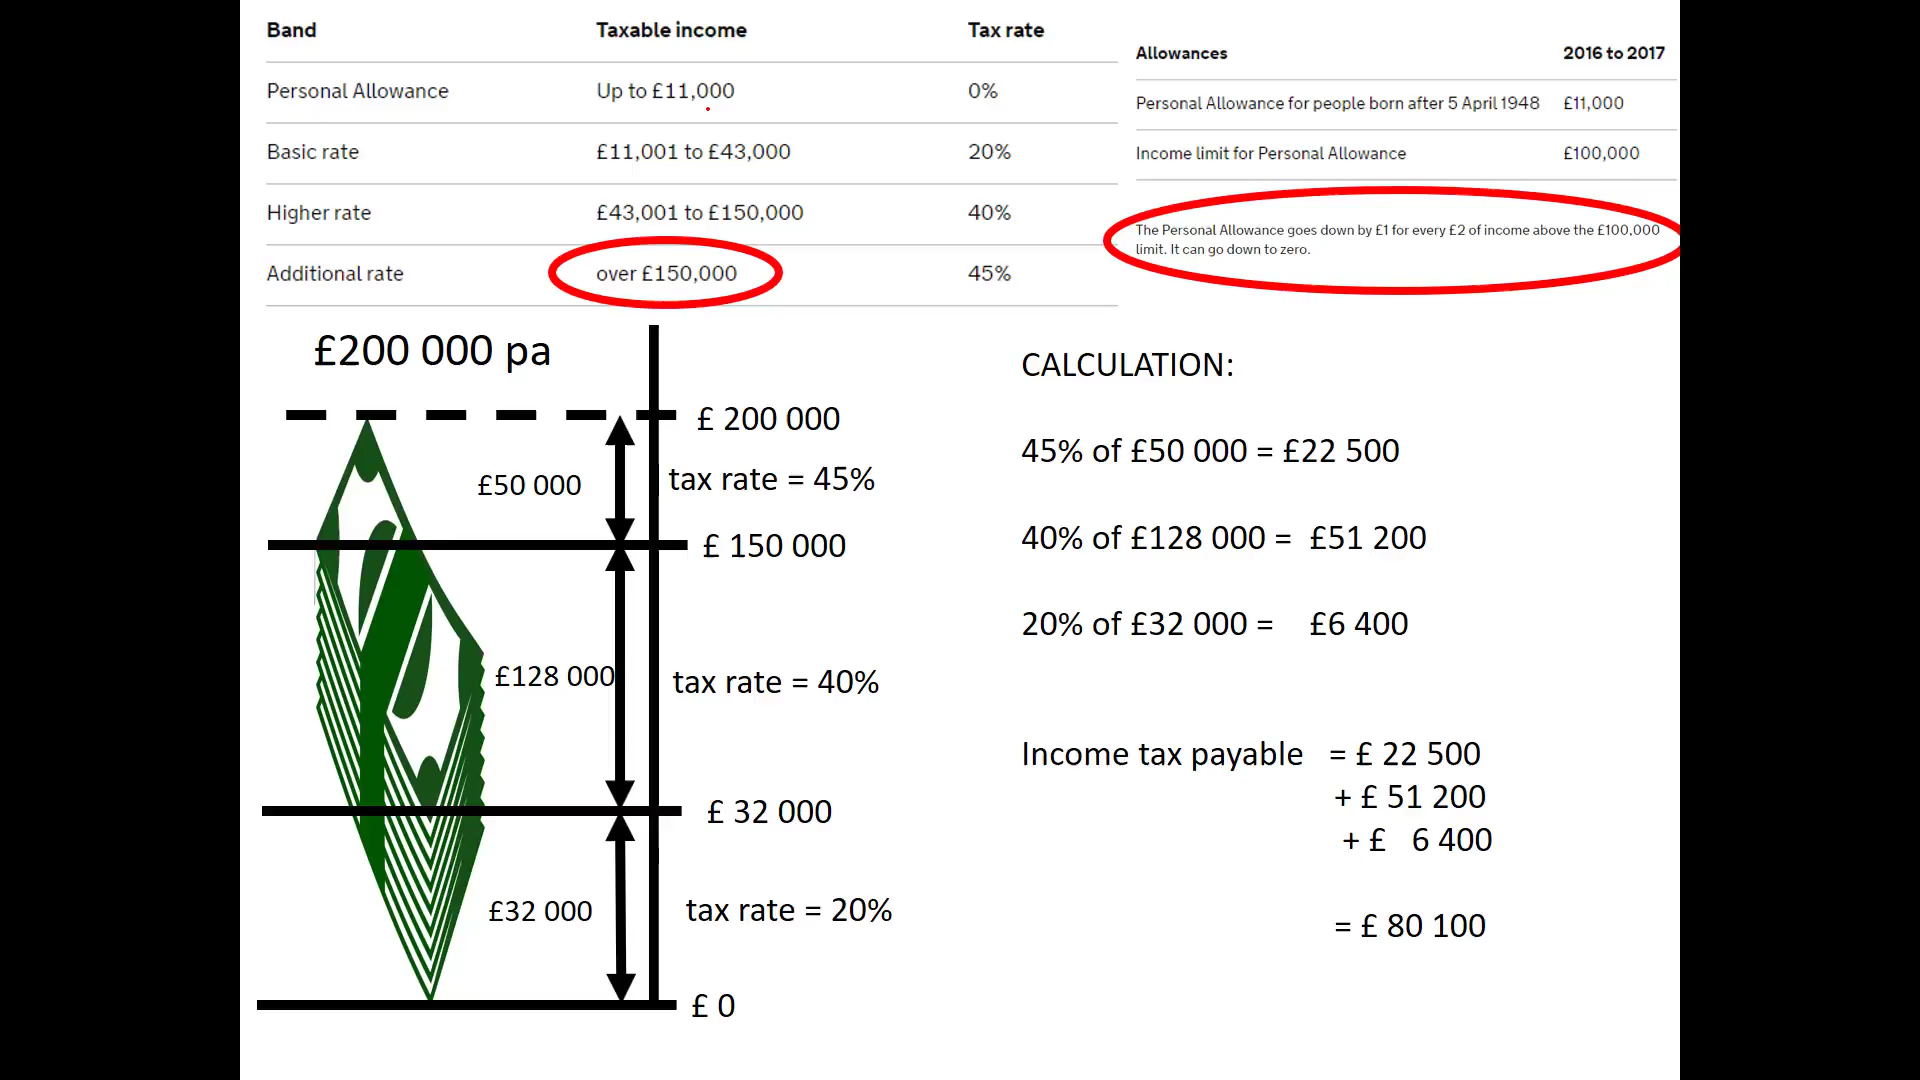 Band Taxable income Tax rate
Personal Allowance Up to £11,000 0%
Basic rate £11,001 to £43,000 20%
Higher rate £43,001 to £150,000 40%
Additional rate over £150,000 45%
Allowances 2016 to 2017
Personal Allowance for people born after 5 April 1948 £11,000
Income limit for Personal Allowance £100,000
The Personal Allowance goes down by £1 for every £2 of income above the £100,000
limit. It can go down to zero.
£200 000 pa
£ 200 000
£50 000 tax rate = 45%
£ 150 000
£128 000 tax rate = 40%
£ 32 000
£32 000 tax rate = 20%
£ 0
CALCULATION:
45% of £50 000 = £22 500
40% of £128 000 = £51 200
20% of £32 000 = £6 400
Income tax payable = £ 22 500
+ £ 51 200
+ £ 6 400
= £ 80 100